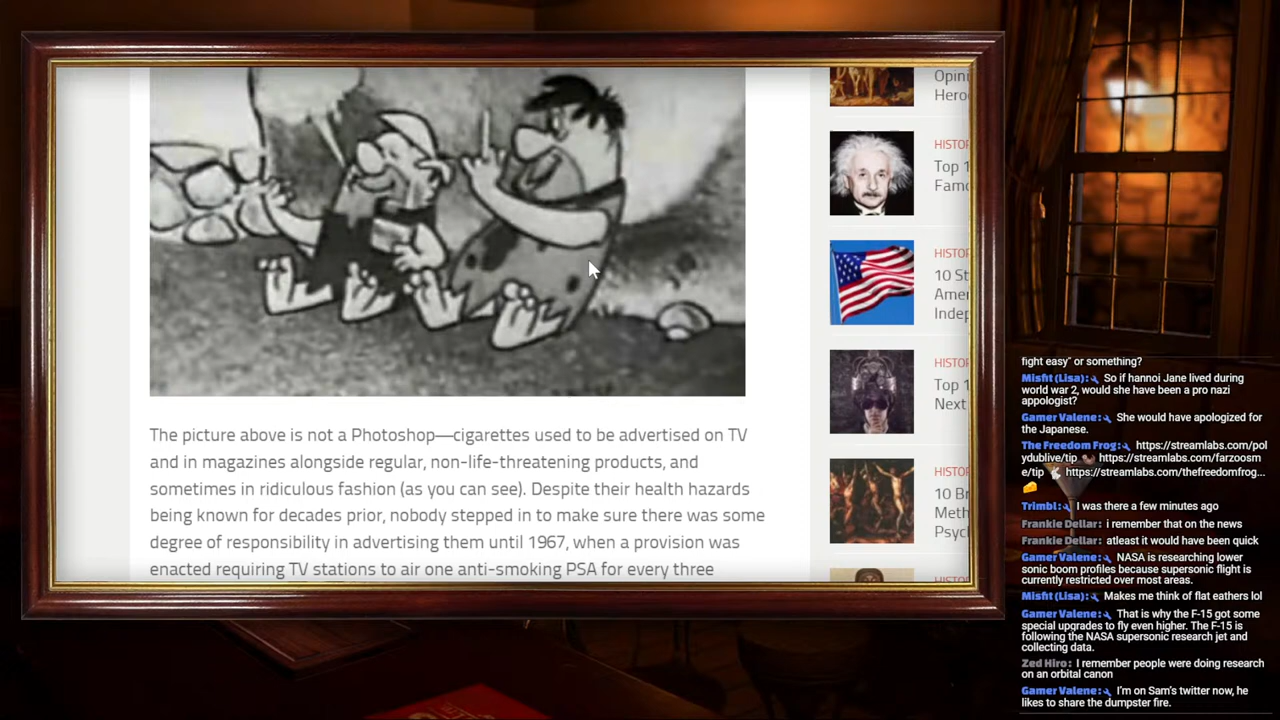 The picture above is not a Photoshop—cigarettes used to be advertised on TV
and in magazines alongside regular, non-life-threatening products, and
sometimes in ridiculous fashion (as you can see). Despite their health hazards
being known for decades prior, nobody stepped in to make sure there was some
degree of responsibility in advertising them until 1967, when a provision was
enacted requiring TV stations to air one anti-smoking PSA for every three
Opini
Hero
HISTO
Top 1
Famo
HISTO
10 St
Amer
Indep
HISTO
Top 1
Next
HISTO
10 Br
Meth
Psyc
fight easy" or something?
Misfit (Lisa): So if hannoi Jane lived during
world war 2, would she have been a pro nazi
appologist?
Gamer Valene: She would have apologized for
the Japanese.
The Freedom Frog: https://streamlabs.com/pol
ydublive/tip https://streamlabs.com/farzoosm
e/tip https://streamlabs.com/thefreedomfrog...
Trimbl: I was there a few minutes ago
Frankie Dellar: i remember that on the news
Frankie Dellar: atleast it would have been quick
Gamer Valene: NASA is researching lower
sonic boom profiles because supersonic flight is
currently restricted over most areas.
Misfit (Lisa): Makes me think of flat eathers lol
Gamer Valene: That is why the F-15 got some
special upgrades to fly even higher. The F-15 is
following the NASA supersonic research jet and
collecting data.
Zed Hiro: I remember people were doing research
on an orbital canon
Gamer Valene: I'm on Sam's twitter now, he
likes to share the dumpster fire.